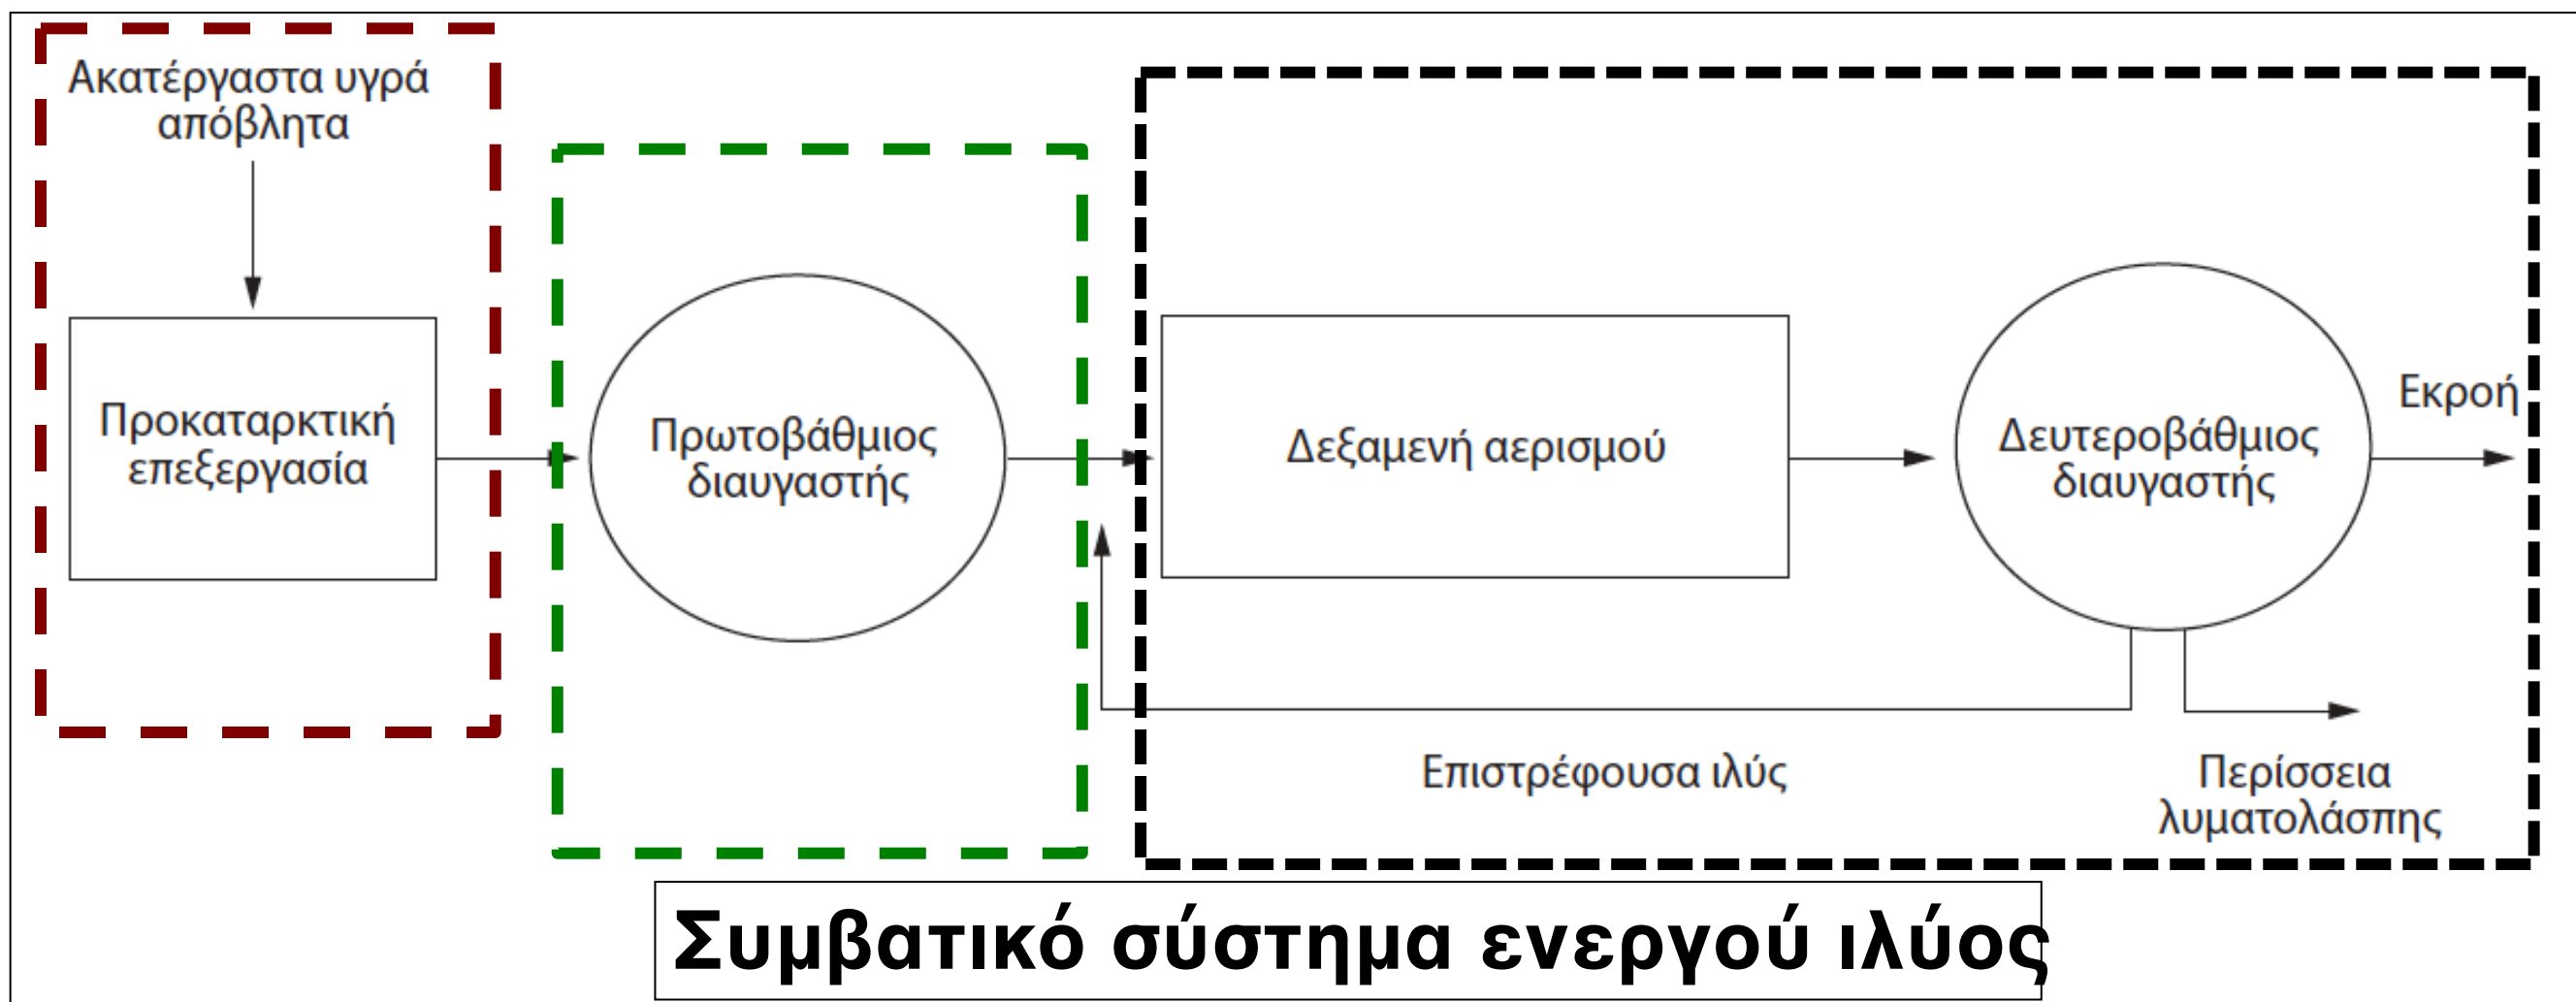 Ακατέργαστα υγρά
απόβλητα
Προκαταρκτική
επεξεργασία
Πρωτοβάθμιος
διαυγαστής
Δεξαμενή αερισμού
Δευτεροβάθμιος
διαυγαστής
Εκροή
Επιστρέφουσα ιλύς
Περίσσεια
λυματολάσπης
Συμβατικό σύστημα ενεργού ιλύος